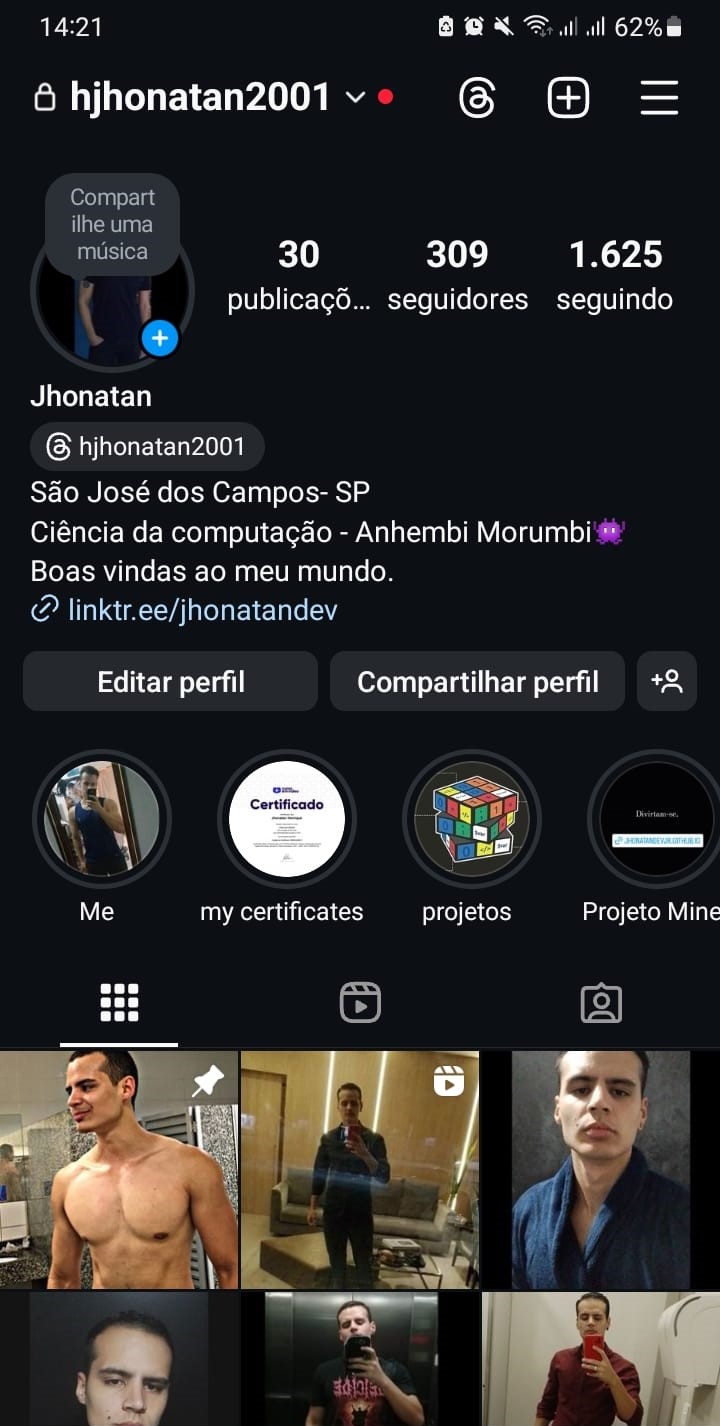 14:21
62%
hjhonatan2001
Compart
ilhe uma
música
30
309
1.625
publicaçõ...
seguidores
seguindo
Jhonatan
hjhonatan2001
São José dos Campos- SP
Ciência da computação - Anhembi Morumbi
Boas vindas ao meu mundo.
linktr.ee/jhonatandev
Editar perfil
Compartilhar perfil
Certificado
Divirtam-se.
JHONATANDEVJR.GITHUB.IO
Me
my certificates
projetos
Projeto Mine